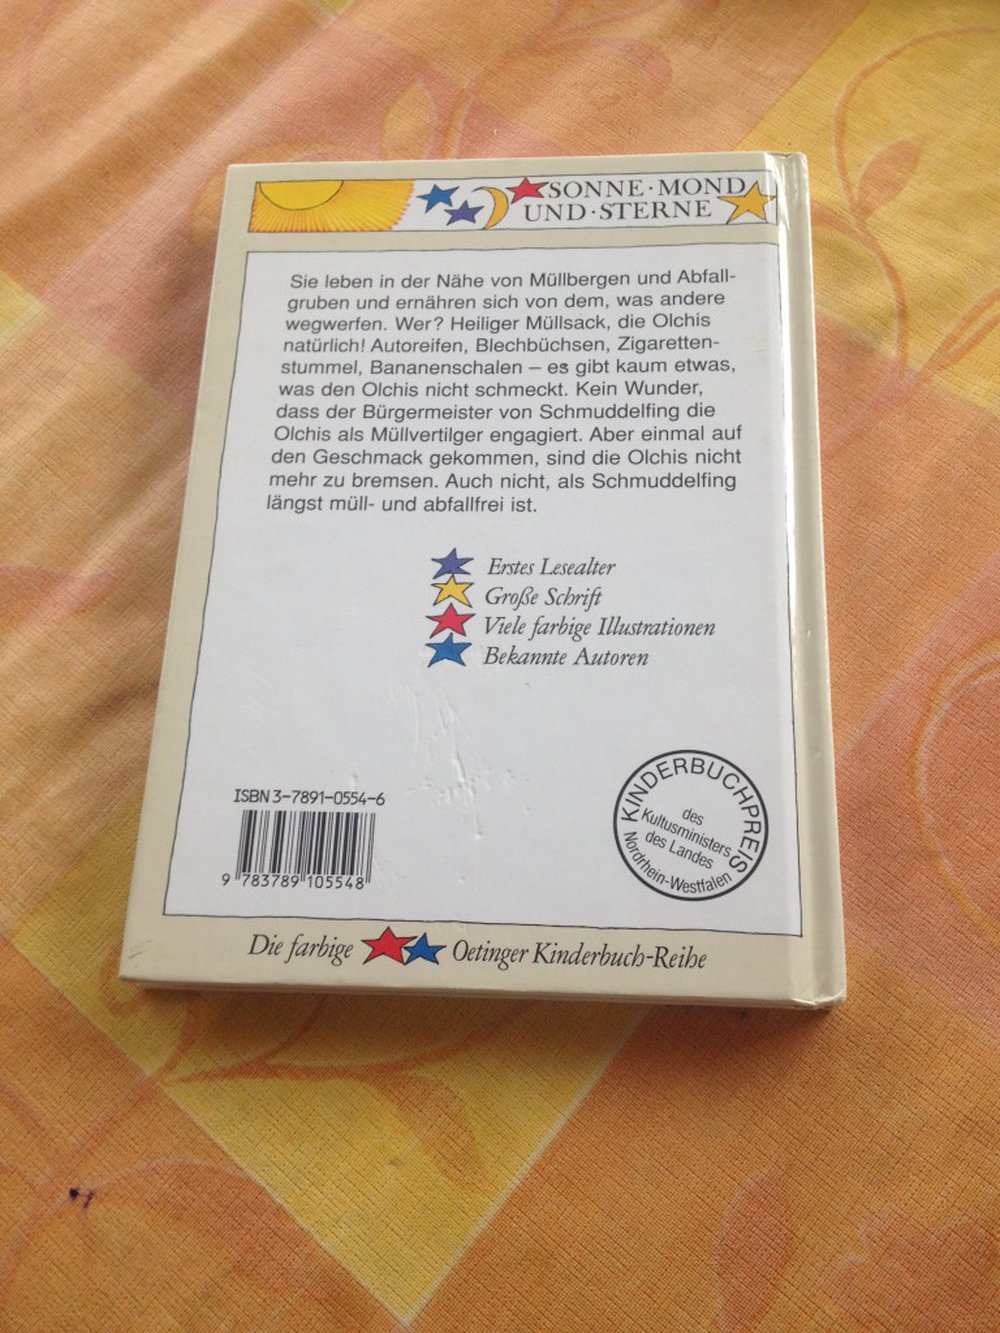 SONNE·MOND
UND·STERNE
Sie leben in der Nähe von Müllbergen und Abfall-
gruben und ernähren sich von dem, was andere
wegwerfen. Wer? Heiliger Müllsack, die Olchis
natürlich! Autoreifen, Blechbüchsen, Zigaretten-
stummel, Bananenschalen – es gibt kaum etwas,
was den Olchis nicht schmeckt. Kein Wunder,
dass der Bürgermeister von Schmuddelfing die
Olchis als Müllvertilger engagiert. Aber einmal auf
den Geschmack gekommen, sind die Olchis nicht
mehr zu bremsen. Auch nicht, als Schmuddelfing
längst müll- und abfallfrei ist.
Erstes Lesealter
Große Schrift
Viele farbige Illustrationen
Bekannte Autoren
ISBN 3-7891-0554-6
9 783789 105548
KINDERBUCHPREIS
des
Kultusministers
des Landes
Nordrhein-Westfalen
Die farbige Oetinger Kinderbuch-Reihe